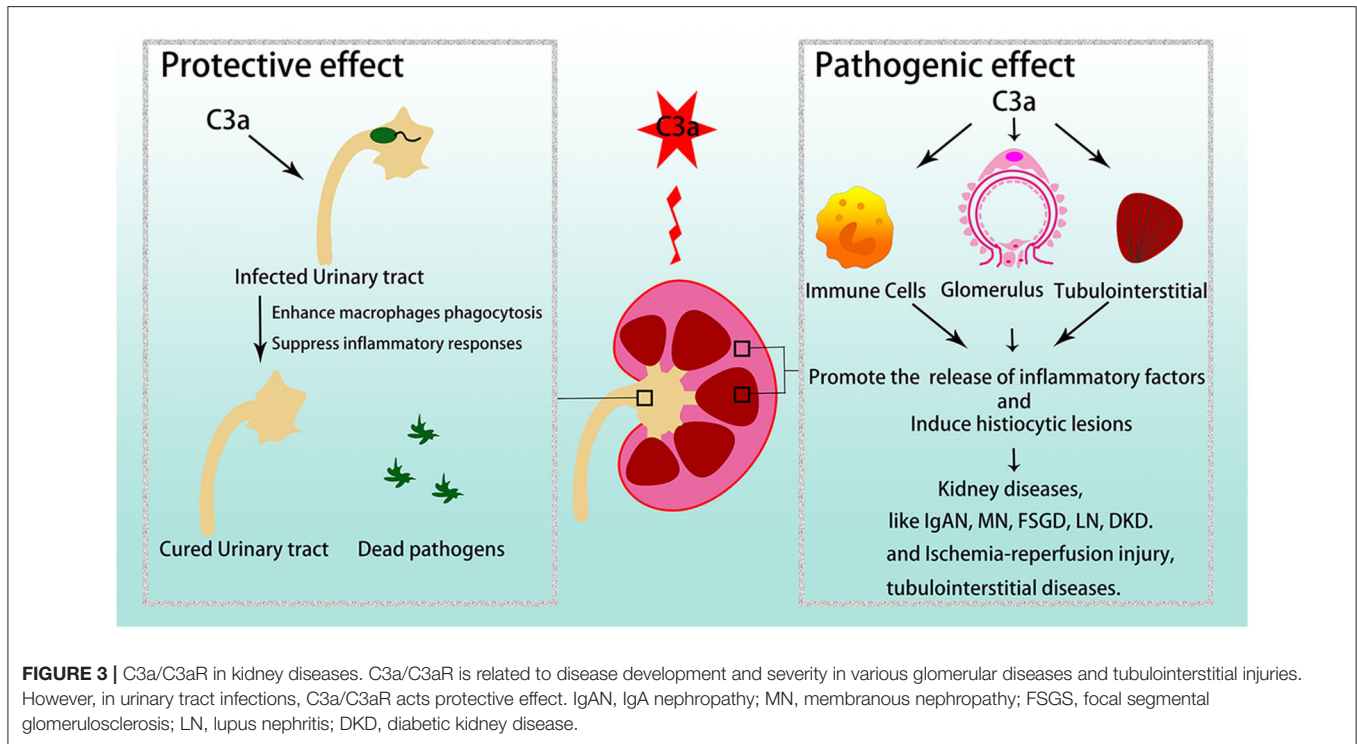 Protective effect
C3a
Infected Urinary tract
Enhance macrophages phagocytosis
Suppress inflammatory responses
Cured Urinary tract
Dead pathogens
C3a
Pathogenic effect
C3a
Immune Cells
Glomerulus
Tubulointerstitial
Promote the release of inflammatory factors
and
Induce histiocytic lesions
Kidney diseases,
like IgAN, MN, FSGD, LN, DKD.
and Ischemia-reperfusion injury,
tubulointerstitial diseases.
FIGURE 3 | C3a/C3aR in kidney diseases. C3a/C3aR is related to disease development and severity in various glomerular diseases and tubulointerstitial injuries.
However, in urinary tract infections, C3a/C3aR acts protective effect. IgAN, IgA nephropathy; MN, membranous nephropathy; FSGS, focal segmental
glomerulosclerosis; LN, lupus nephritis; DKD, diabetic kidney disease.